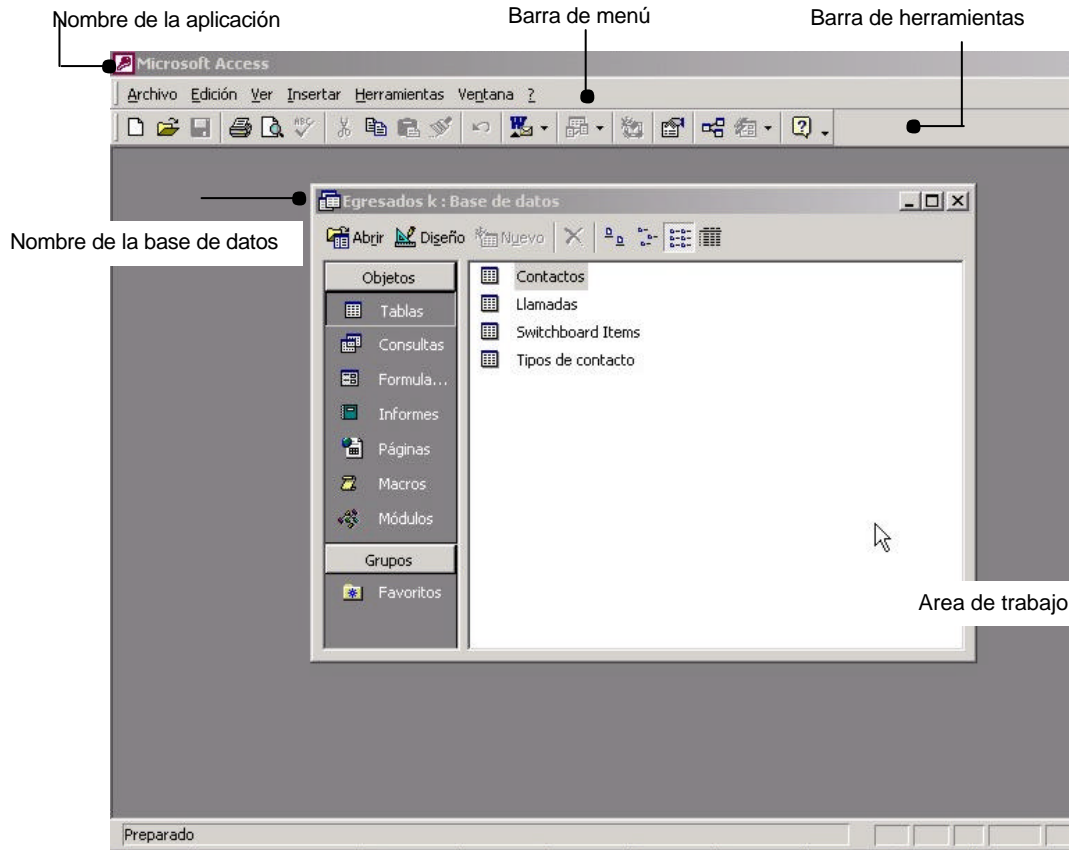 Nombre de la aplicación
Barra de menú
Barra de herramientas
Microsoft Access
Archivo Edición Ver Insertar Herramientas Ventana ?
Egresados k : Base de datos
Nombre de la base de datos
Abrir Diseño Nuevo
Objetos
Tablas
Consultas
Formula...
Informes
Páginas
Macros
Módulos
Grupos
Favoritos
Contactos
Llamadas
Switchboard Items
Tipos de contacto
Area de trabajo
Preparado